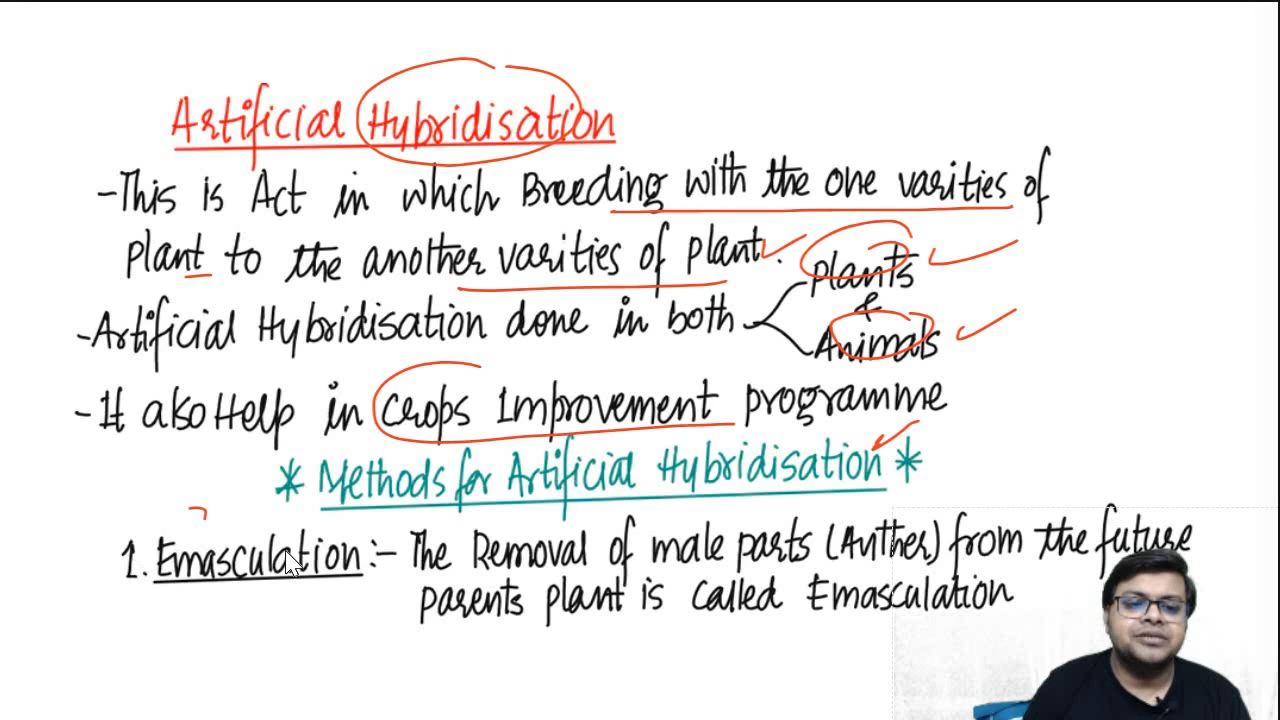 Artificial Hybridisation
- This is Act in which Breeding with the one varities of
plant to the another varities of plant.
- Artificial Hybridisation done in both
Plants
&
Animals
- It also Help in crops Improvement programme
* Methods for Artificial Hybridisation *
1. Emasculation :- The Removal of male parts (Anther) from the future
parents plant is called Emasculation